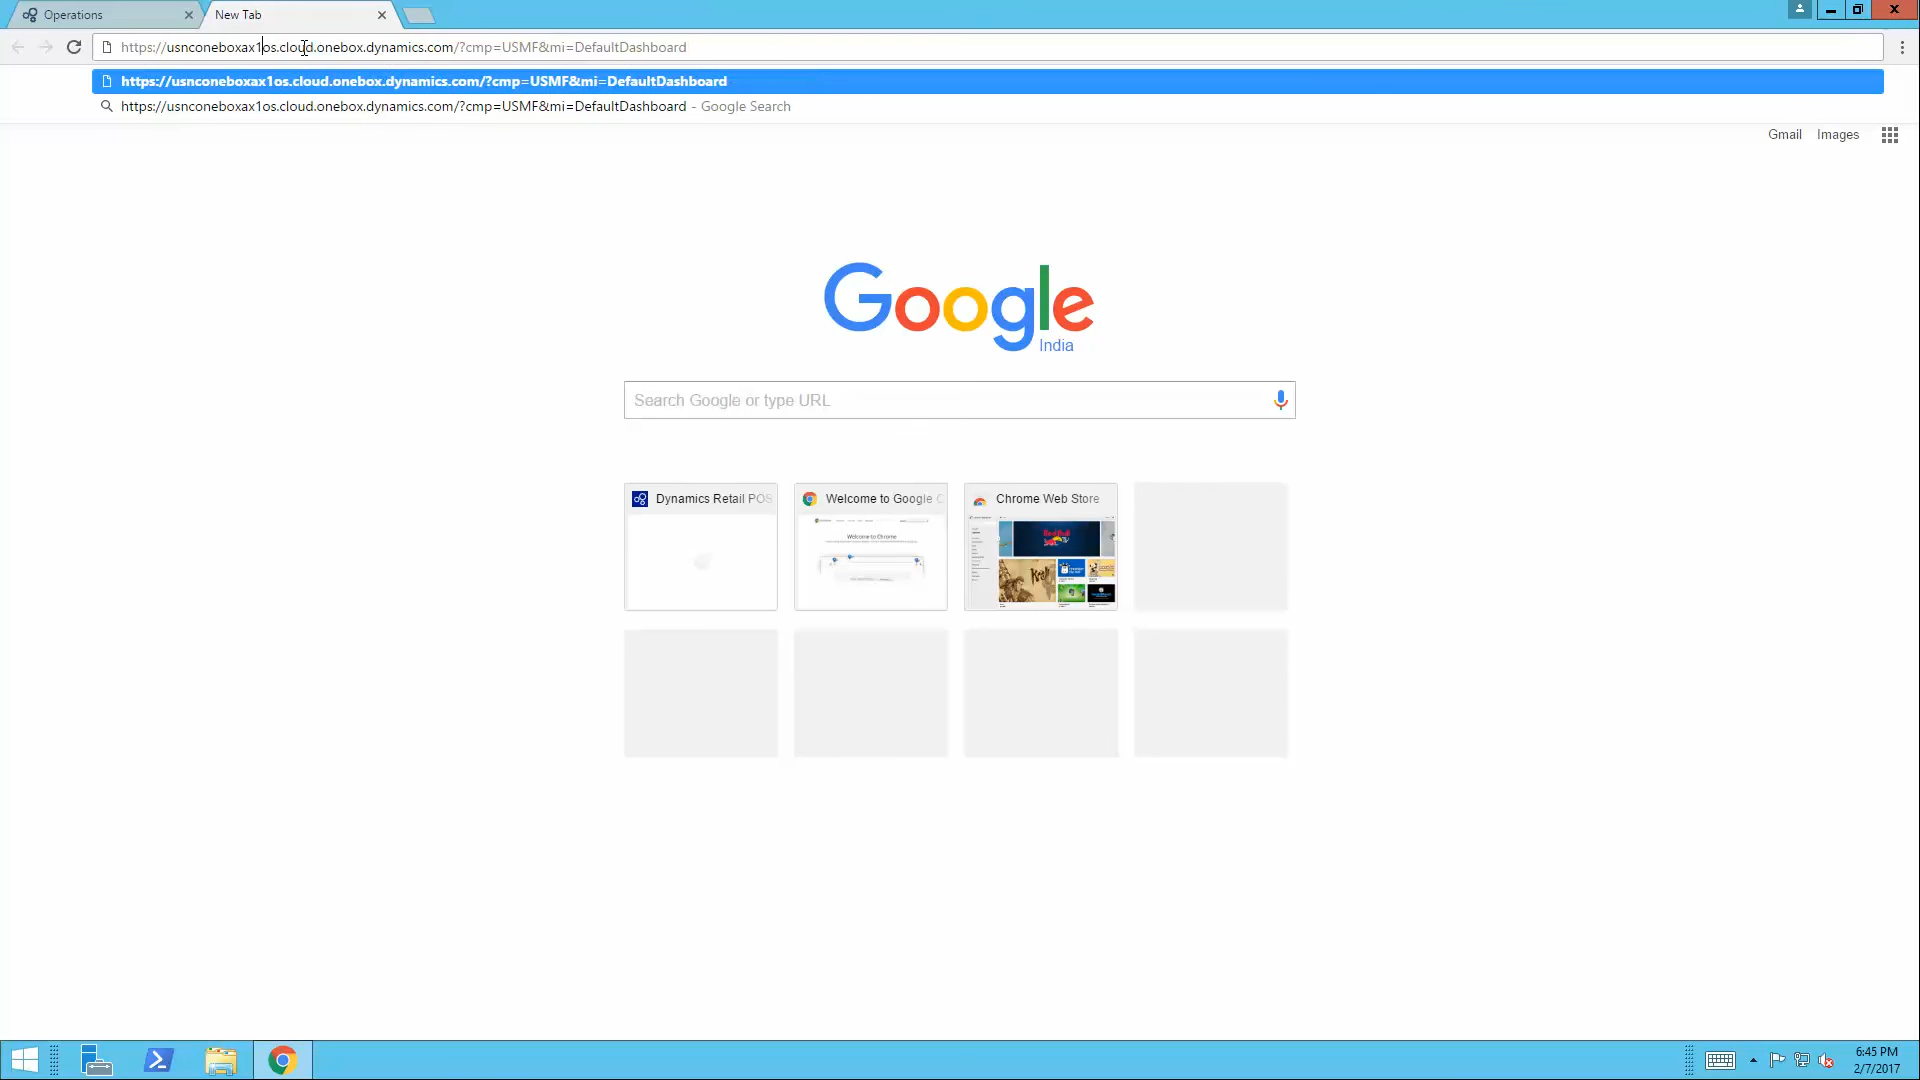 Operations
New Tab
https://usnconeboxax1os.cloud.onebox.dynamics.com/?cmp=USMF&mi=DefaultDashboard
https://usnconeboxax1os.cloud.onebox.dynamics.com/?cmp=USMF&mi=DefaultDashboard
https://usnconeboxax1os.cloud.onebox.dynamics.com/?cmp=USMF&mi=DefaultDashboard - Google Search
Gmail Images
Google
India
Search Google or type URL
Dynamics Retail POS
Welcome to Google C
Chrome Web Store
Welcome to Chrome
6:45 PM
2/7/2017